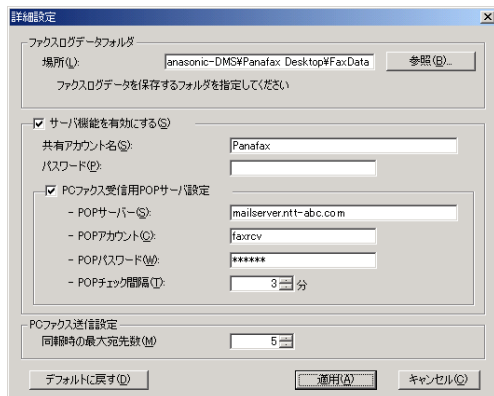 詳細設定
ファクスログデータフォルダ
場所(L): anasonic-DMS¥Panafax Desktop¥FaxData 参照(B)...
ファクスログデータを保存するフォルダを指定してください
サーバ機能を有効にする(S)
共有アカウント名(S): Panafax
パスワード(P):
PCファクス受信用POPサーバ設定
- POPサーバー(S): mailserver.ntt-abc.com
- POPアカウント(C): faxrcv
- POPパスワード(W): ******
- POPチェック間隔(T): 3 分
PCファクス送信設定
同報時の最大宛先数(M) 5
デフォルトに戻す(D) 適用(A) キャンセル(C)